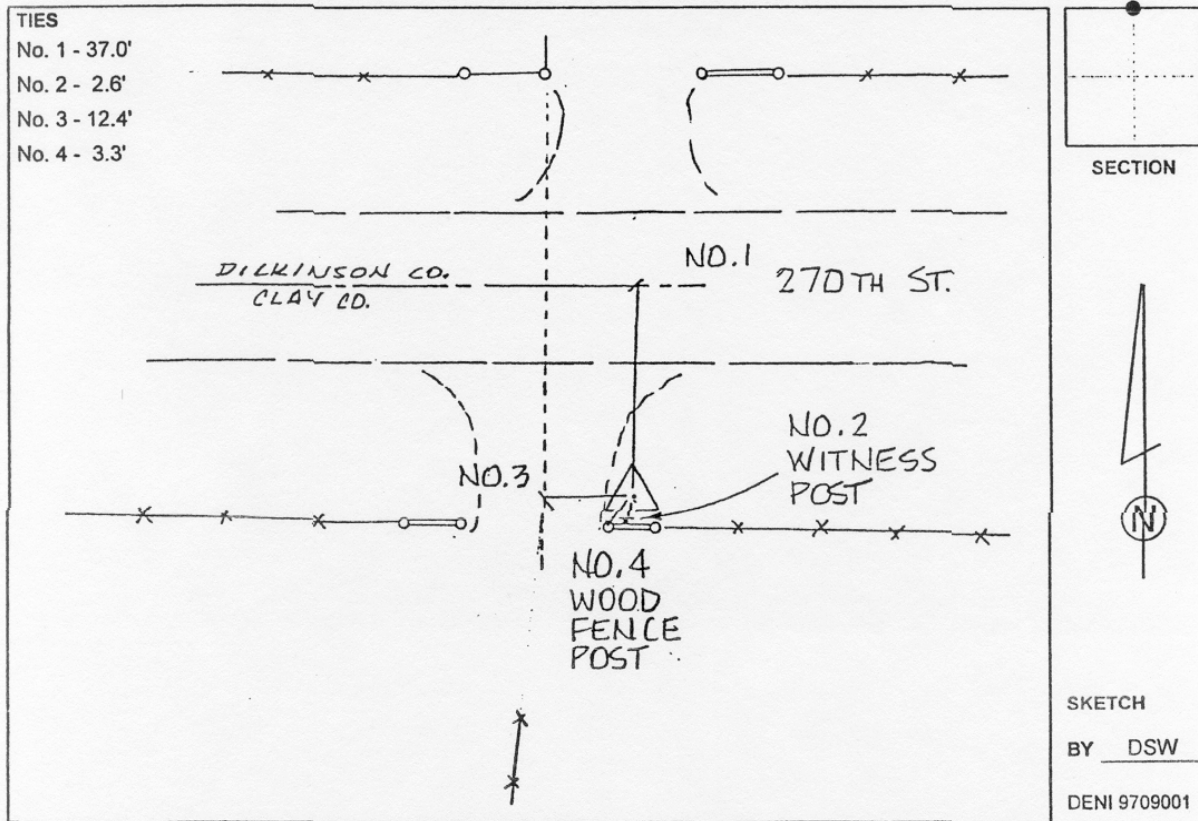 TIES
No. 1 - 37.0'
No. 2 - 2.6'
No. 3 - 12.4'
No. 4 - 3.3'
SECTION
NO.1
DILKINSON CO.
CLAY CO.
270TH ST.
NO.2
WITNESS
POST
NO.3
NO.4
WOOD
FENCE
POST
N
SKETCH
BY DSW
DENI 9709001